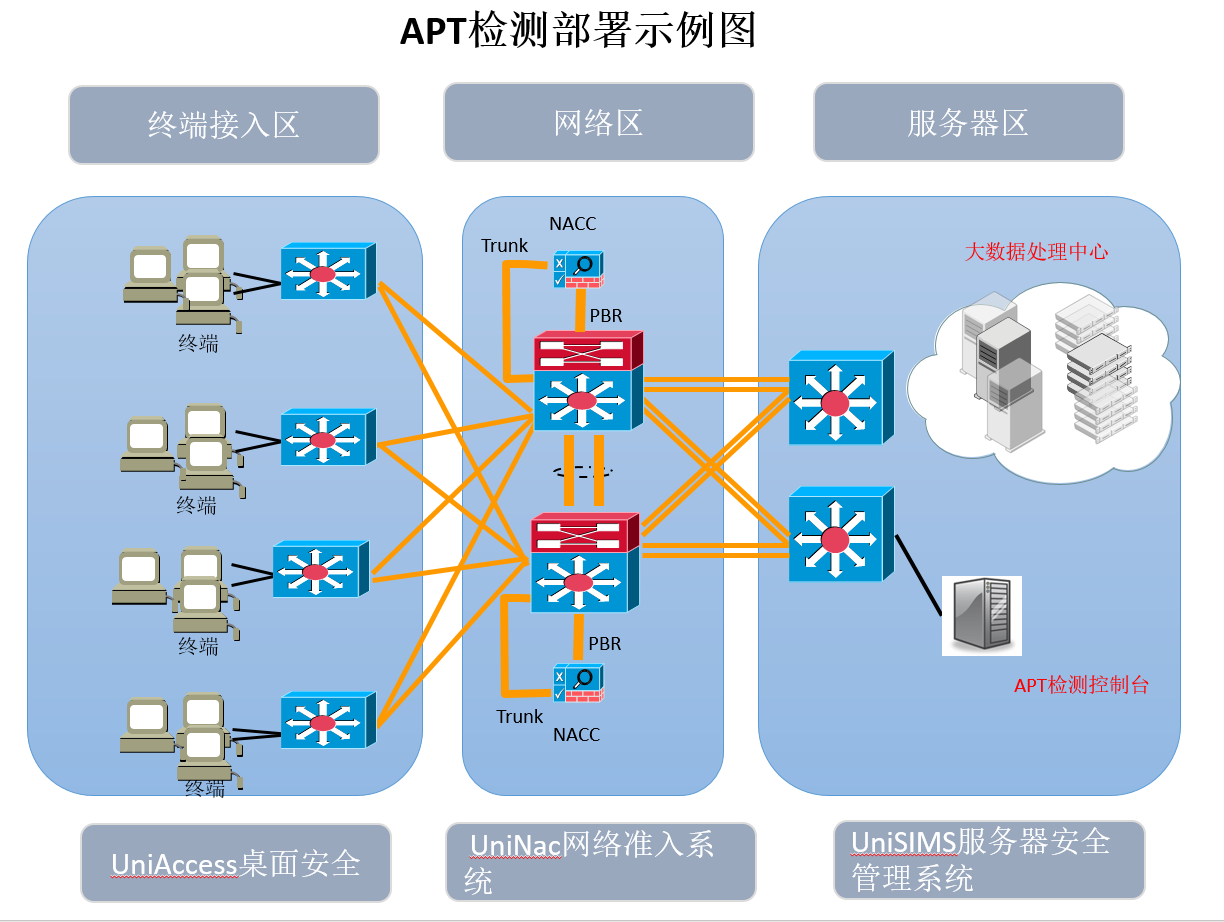 APT检测部署示例图
终端接入区
网络区
服务器区
NACC
Trunk
PBR
大数据处理中心
终端
终端
终端
终端
PBR
Trunk
NACC
APT检测控制台
UniAccess桌面安全
UniNac网络准入系
统
UniSIMS服务器安全
管理系统